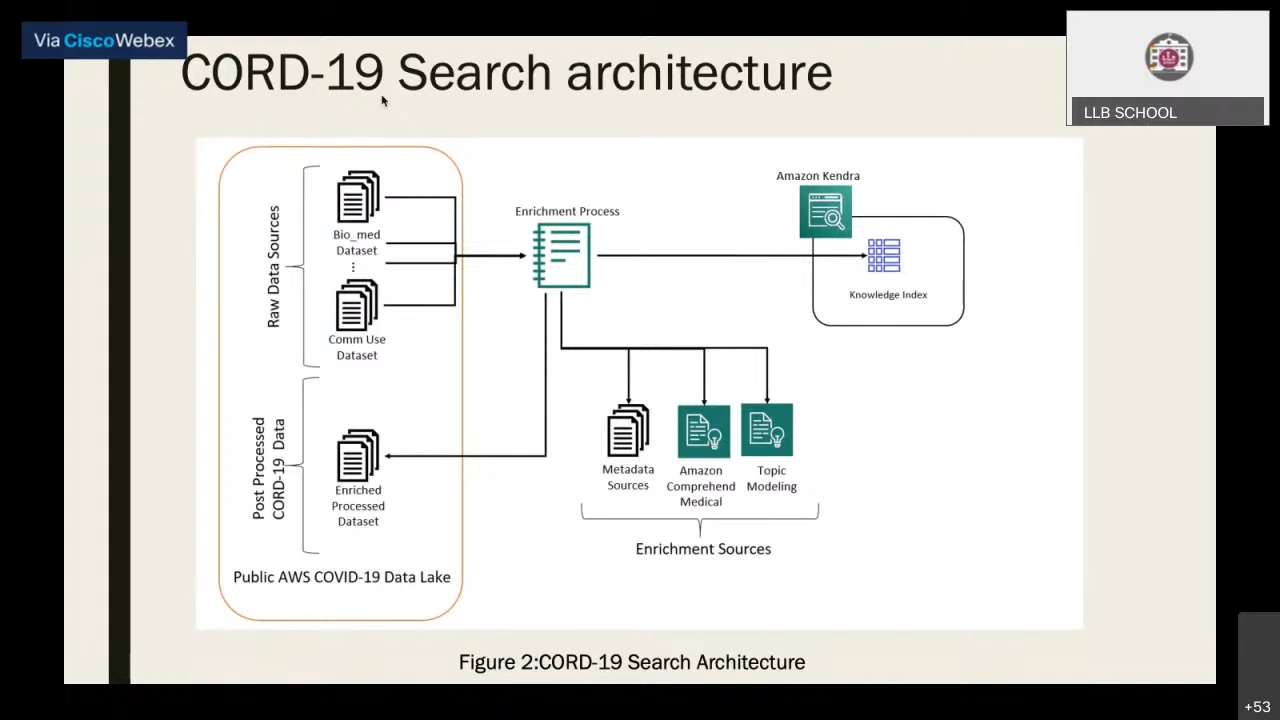 Via Cisco Webex
CORD-19 Search architecture
LLB SCHOOL
Raw Data Sources
Bio_med
Dataset
Comm Use
Dataset
Post Processed
CORD-19 Data
Enriched
Processed
Dataset
Public AWS COVID-19 Data Lake
Enrichment Process
Amazon Kendra
Knowledge Index
Metadata
Sources
Amazon
Comprehend
Medical
Topic
Modeling
Enrichment Sources
Figure 2:CORD-19 Search Architecture
+53